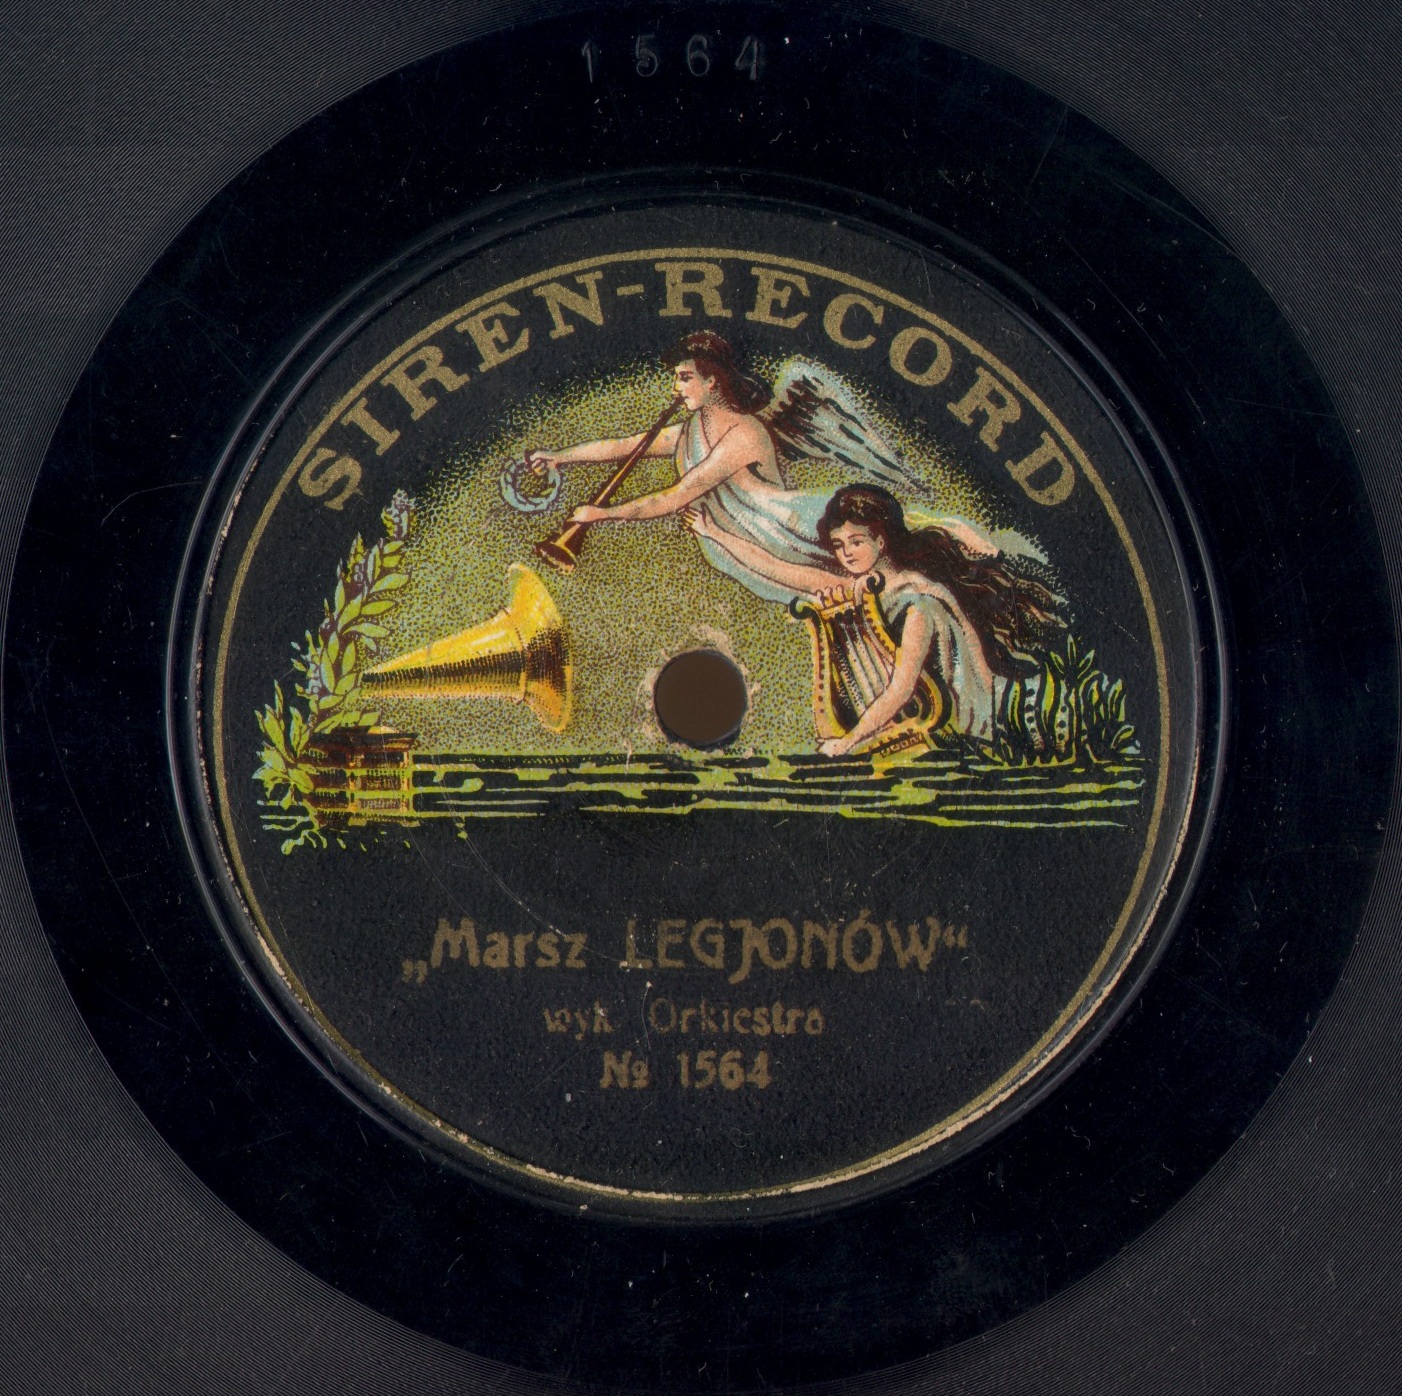 1564
SIREN-RECORD
„Marsz LEGJONÓW“
wyk Orkiestra
№ 1564